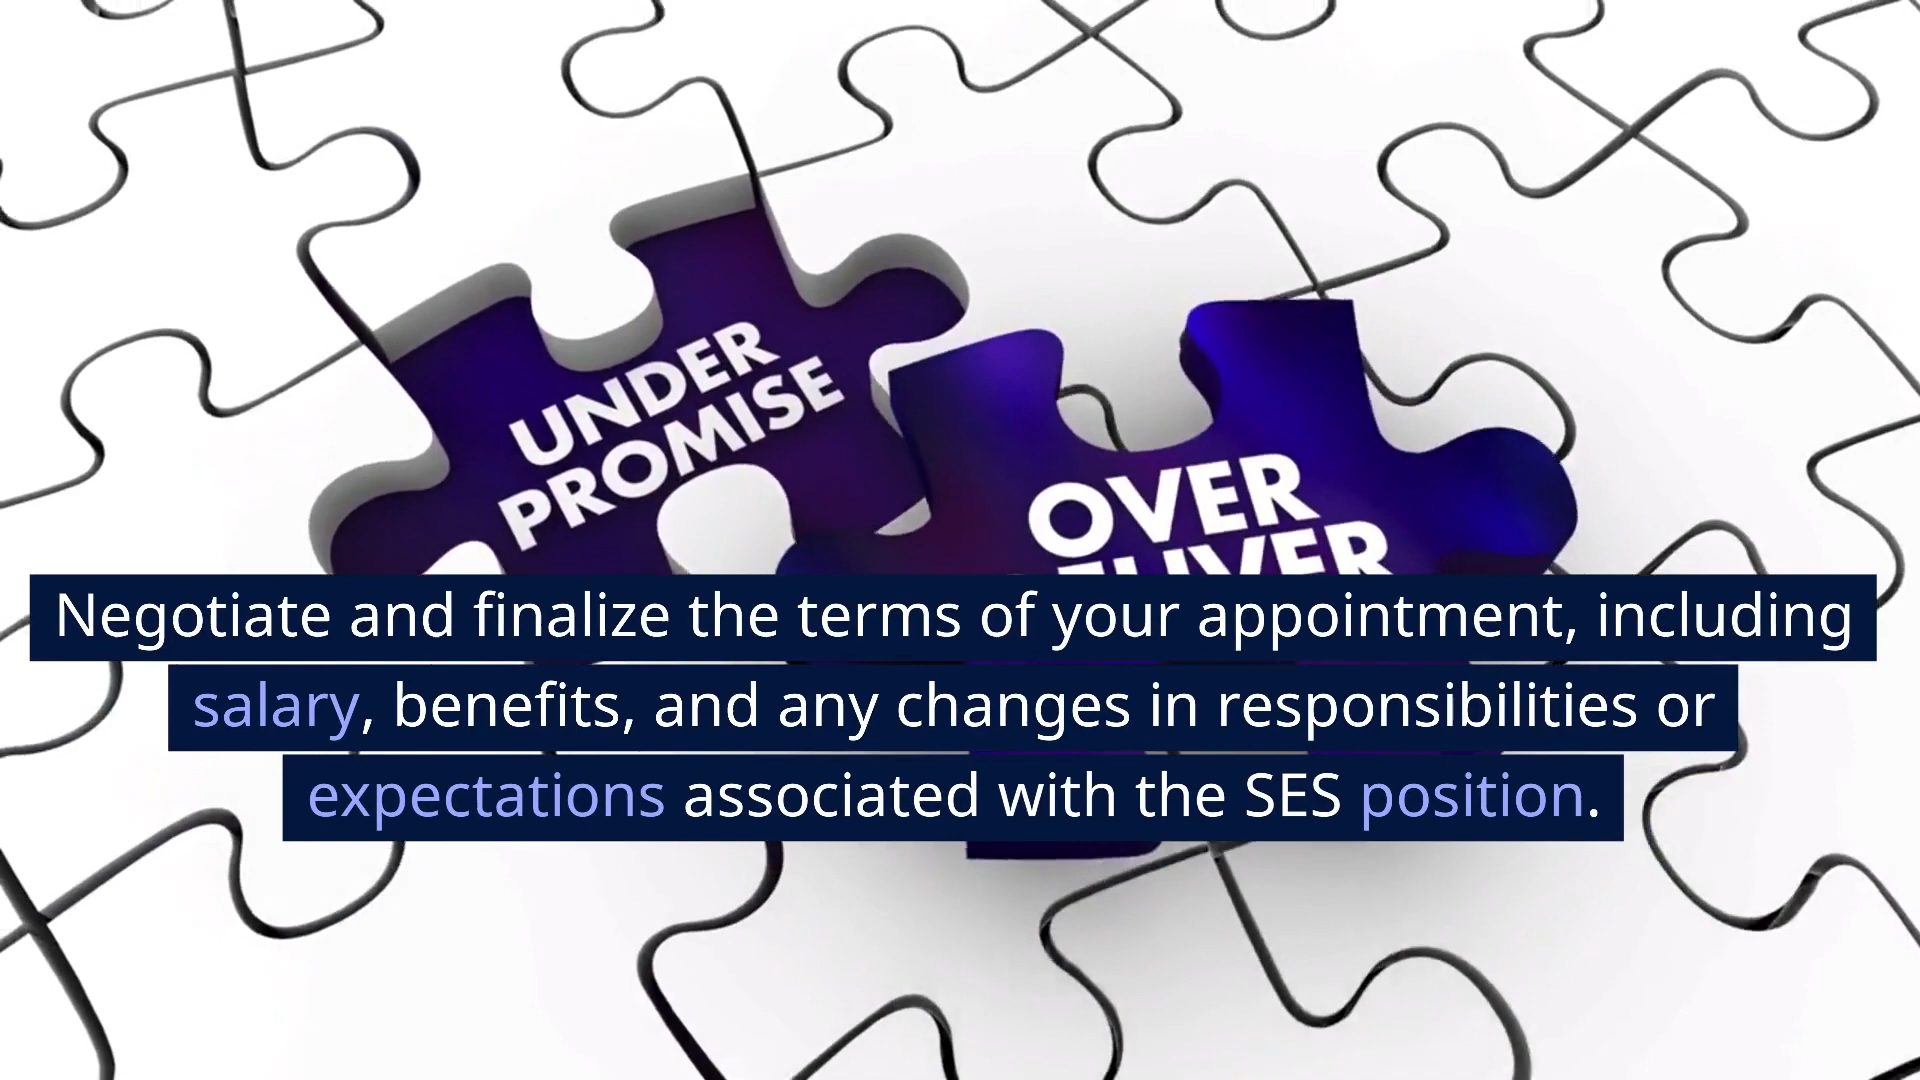 UNDER
PROMISE
OVER
Negotiate and finalize the terms of your appointment, including
salary, benefits, and any changes in responsibilities or
expectations associated with the SES position.